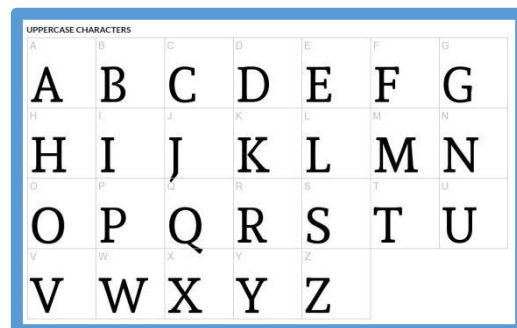 UPPERCASE CHARACTERS
A B C D E F G
A B C D E F G
H I J K L M N
H I J K L M N
O P Q R S T U
O P Q R S T U
V W X Y Z
V W X Y Z